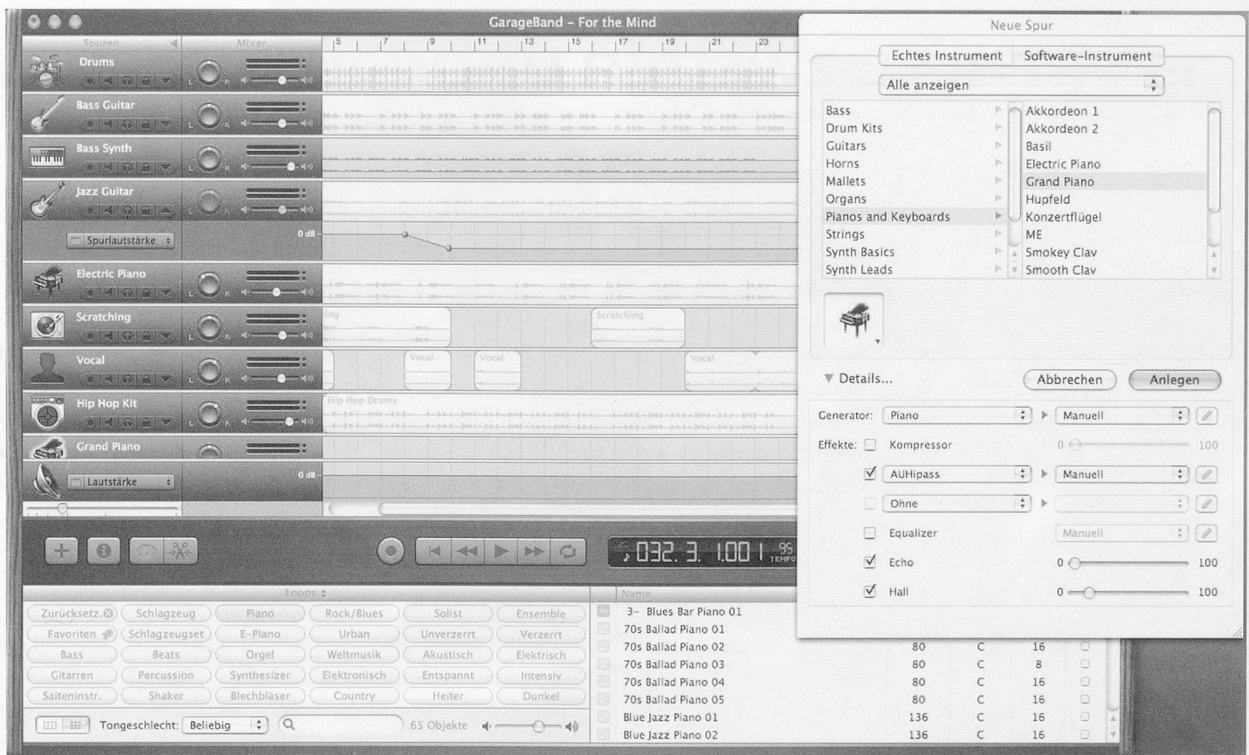 GarageBand – For the Mind
Spuren
Mixer
5 7 9 11 13 15 17 19 21 23
Drums
L R
Bass Guitar
L R
Bass Synth
L R
Jazz Guitar
L R
Spurlautstärke
0 dB
Electric Piano
L R
Scratching
L R
Scratching
Vocal
L R
Vocal
Vocal
Vocal
Hip Hop Kit
L R
Hip Hop Drums
Grand Piano
Lautstärke
0 dB
032. 3. 1.001 95
TEMPO
Loops
Zurücksetz. Schlagzeug Piano Rock/Blues Solist Ensemble
Favoriten Schlagzeugset E-Piano Urban Unverzerrt Verzerrt
Bass Beats Orgel Weltmusik Akustisch Elektrisch
Gitarren Percussion Synthesizer Elektronisch Entspannt Intensiv
Saiteninstr. Shaker Blechbläser Country Heiter Dunkel
Tongeschlecht: Beliebig 65 Objekte
Name
3- Blues Bar Piano 01
70s Ballad Piano 01
70s Ballad Piano 02 80 C 16
70s Ballad Piano 03 80 C 8
70s Ballad Piano 04 80 C 16
70s Ballad Piano 05 80 C 16
Blue Jazz Piano 01 136 C 16
Blue Jazz Piano 02 136 C 16
Neue Spur
Echtes Instrument Software-Instrument
Alle anzeigen
Bass
Drum Kits
Guitars
Horns
Mallets
Organs
Pianos and Keyboards
Strings
Synth Basics
Synth Leads
Akkordeon 1
Akkordeon 2
Basil
Electric Piano
Grand Piano
Hupfeld
Konzertflügel
ME
Smokey Clav
Smooth Clav
Details... Abbrechen Anlegen
Generator: Piano Manuell
Effekte: Kompressor 0 100
AUHipass Manuell
Ohne
Equalizer Manuell
Echo 0 100
Hall 0 100